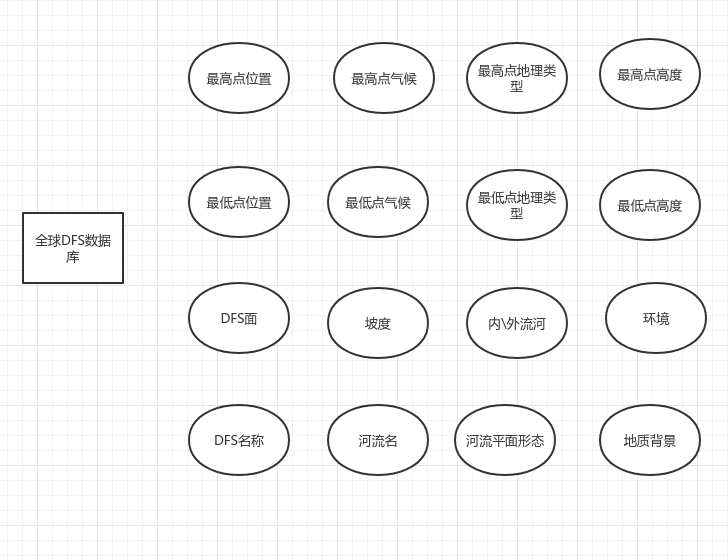 最高点位置
最高点气候
最高点地理类
型
最高点高度
最低点位置
最低点气候
最低点地理类
型
最低点高度
全球DFS数据
库
DFS面
坡度
内\外流河
环境
DFS名称
河流名
河流平面形态
地质背景